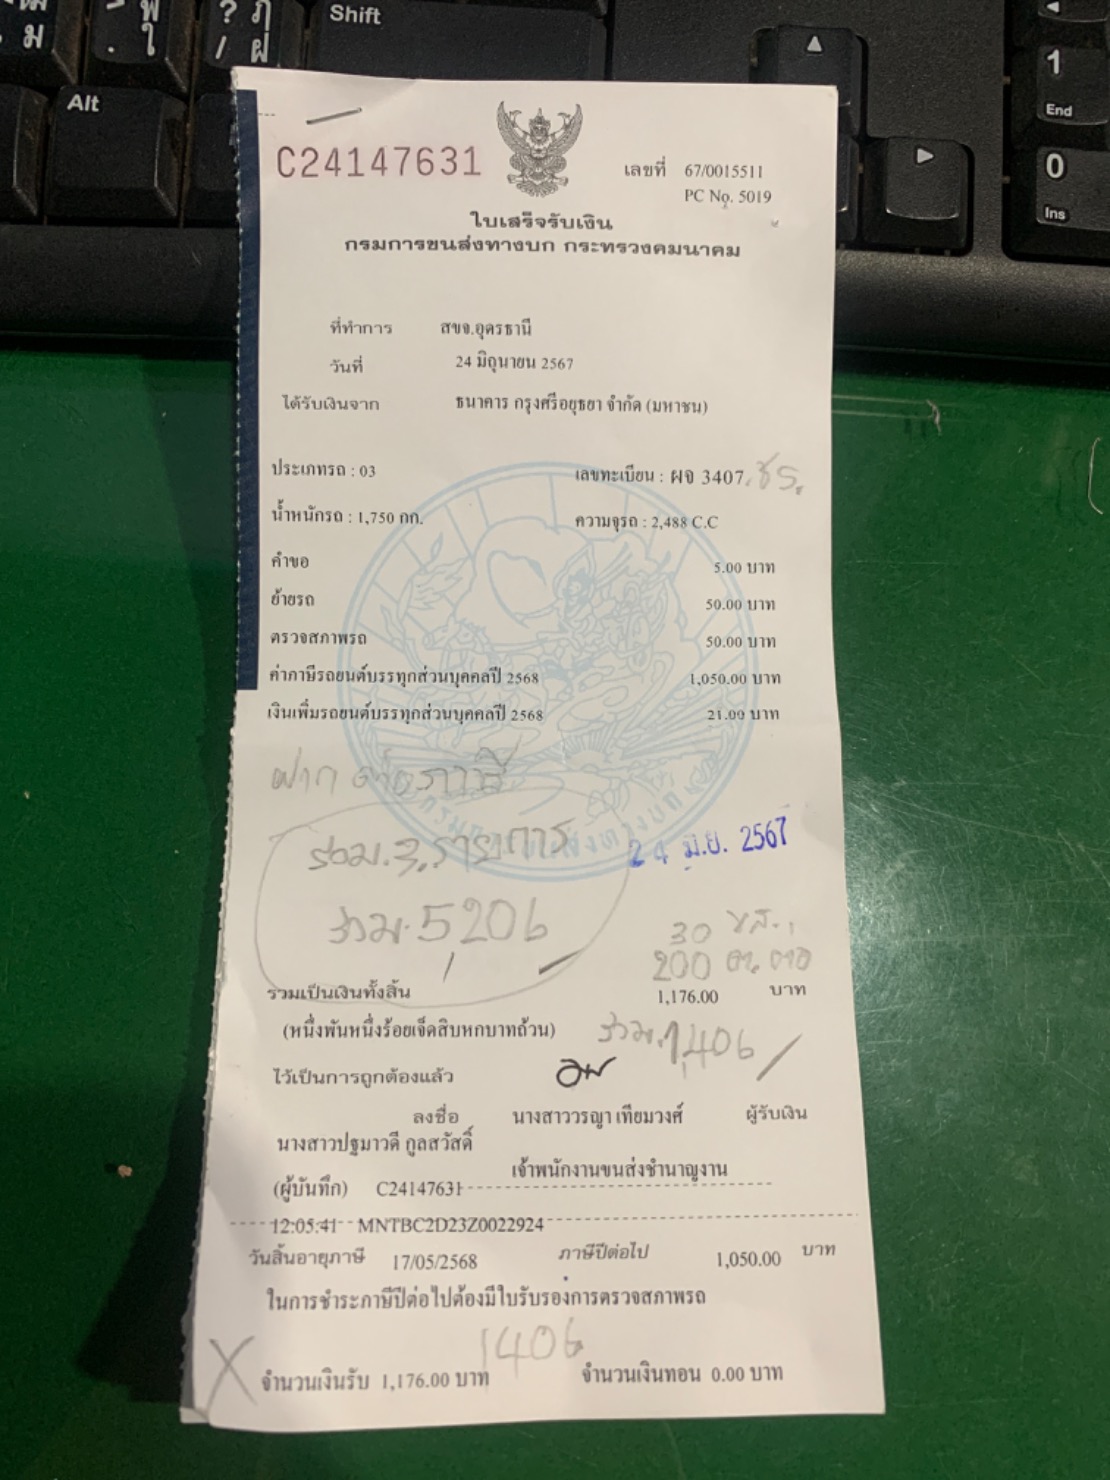 Shift
Alt
1
End
0
Ins
C24147631
เลขที่ 67/0015511
PC No. 5019
ใบเสร็จรับเงิน
กรมการขนส่งทางบก กระทรวงคมนาคม
ที่ทำการ สขจ.อุดรธานี
วันที่ 24 มิถุนายน 2567
ได้รับเงินจาก ธนาคาร กรุงศรีอยุธยา จำกัด (มหาชน)
ประเภทรถ : 03 เลขทะเบียน : ผจ 3407 ชร.
น้ำหนักรถ : 1,750 กก. ความจุรถ : 2,488 C.C
คำขอ 5.00 บาท
ย้ายรถ 50.00 บาท
ตรวจสภาพรถ 50.00 บาท
ค่าภาษีรถยนต์บรรทุกส่วนบุคคลปี 2568 1,050.00 บาท
เงินเพิ่มรถยนต์บรรทุกส่วนบุคคลปี 2568 21.00 บาท
ฝากจ่ายภาษี
รวม.3.รายการ
24 มิ.ย. 2567
รวม.5,206
30 ขส.
200
รวมเป็นเงินทั้งสิ้น 1,176.00 บาท
(หนึ่งพันหนึ่งร้อยเจ็ดสิบหกบาทถ้วน)
รวม.1,406
ไว้เป็นการถูกต้องแล้ว
ลงชื่อ นางสาววรญา เทียมวงศ์ ผู้รับเงิน
นางสาวปฐมาวดี กูลสวัสดิ์
เจ้าพนักงานขนส่งชำนาญงาน
(ผู้บันทึก) C24147631
12:05:41 MNTBC2D23Z0022924
วันสิ้นอายุภาษี 17/05/2568 ภาษีปีต่อไป 1,050.00 บาท
ในการชำระภาษีปีต่อไปต้องมีใบรับรองการตรวจสภาพรถ
1406
จำนวนเงินรับ 1,176.00 บาท จำนวนเงินทอน 0.00 บาท